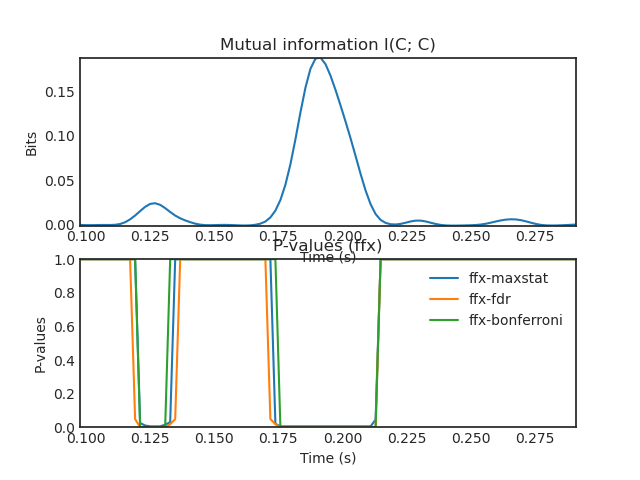 Mutual information I(C; C)
Bits
0.15
0.10
0.05
0.00
0.100 0.125 0.150 0.175 0.200 0.225 0.250 0.275
Time (s)
P-values (ffx)
P-values
1.0
0.8
0.6
0.4
0.2
0.0
ffx-maxstat
ffx-fdr
ffx-bonferroni
0.100 0.125 0.150 0.175 0.200 0.225 0.250 0.275
Time (s)